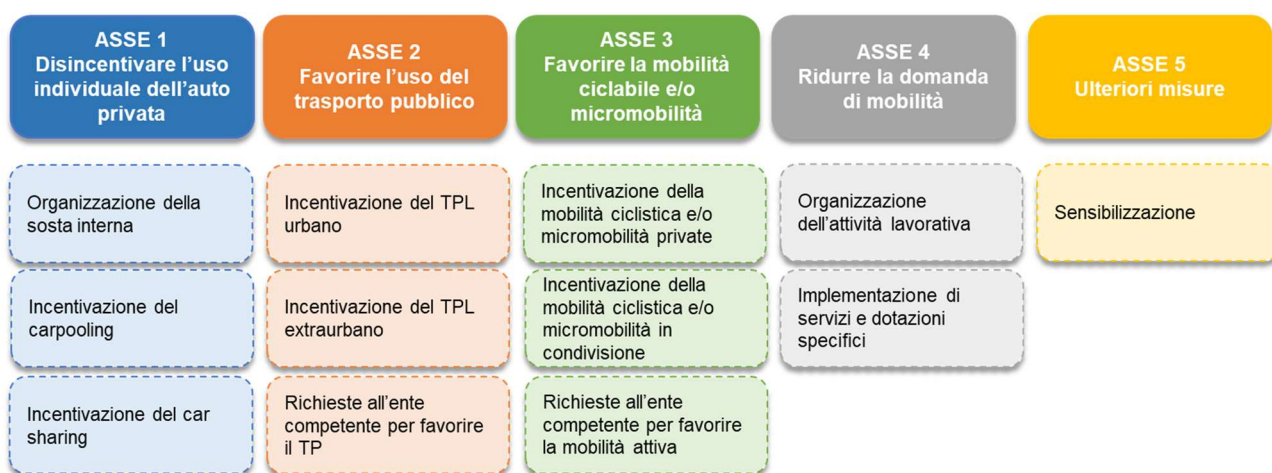 ASSE 1
Disincentivare l'uso
individuale dell'auto
privata
ASSE 2
Favorire l'uso del
trasporto pubblico
ASSE 3
Favorire la mobilità
ciclabile e/o
micromobilità
ASSE 4
Ridurre la domanda
di mobilità
ASSE 5
Ulteriori misure
Organizzazione della
sosta interna
Incentivazione del TPL
urbano
Incentivazione della
mobilità ciclistica e/o
micromobilità private
Organizzazione
dell'attività lavorativa
Sensibilizzazione
Incentivazione del
carpooling
Incentivazione del TPL
extraurbano
Incentivazione della
mobilità ciclistica e/o
micromobilità in
condivisione
Implementazione di
servizi e dotazioni
specifici
Incentivazione del car
sharing
Richieste all'ente
competente per favorire
il TP
Richieste all'ente
competente per favorire
la mobilità attiva